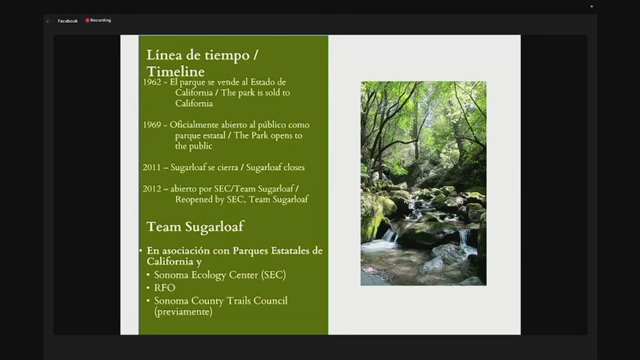 Facebook
Recording
Línea de tiempo /
Timeline
1962 – El parque se vende al Estado de
California / The park is sold to
California
1969 - Oficialmente abierto al público como
parque estatal / The Park opens to
the public
2011 – Sugarloaf se cierra / Sugarloaf closes
2012 – abierto por SEC/Team Sugarloaf /
Reopened by SEC, Team Sugarloaf
Team Sugarloaf
• En asociación con Parques Estatales de
California y
• Sonoma Ecology Center (SEC)
• RFO
• Sonoma County Trails Council
(previamente)